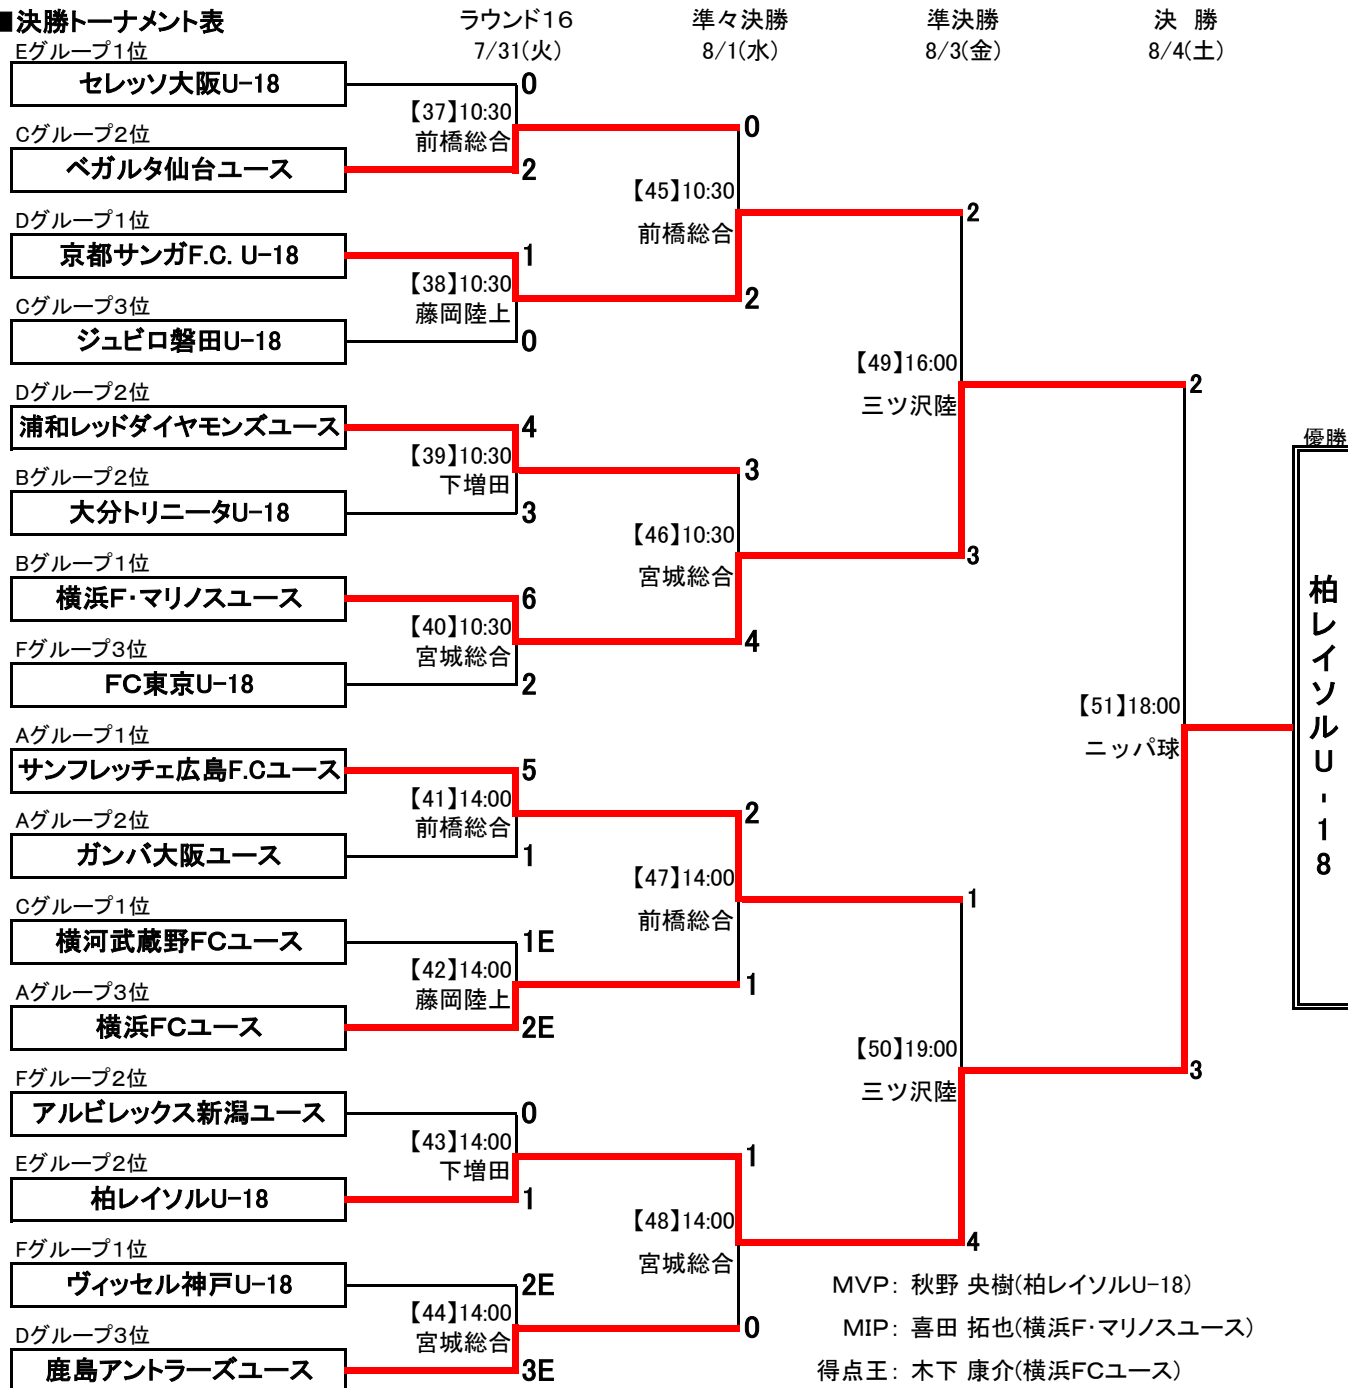 ■決勝トーナメント表
ラウンド16 準々決勝 準決勝 決 勝
7/31(火) 8/1(水) 8/3(金) 8/4(土)
Eグループ1位
セレッソ大阪U-18
0
【37】10:30
前橋総合
0
Cグループ2位
ベガルタ仙台ユース
2
【45】10:30
前橋総合
2
Dグループ1位
京都サンガF.C. U-18
1
【38】10:30
藤岡陸上
2
Cグループ3位
ジュビロ磐田U-18
0
【49】16:00
三ツ沢陸
2
Dグループ2位
浦和レッドダイヤモンズユース
4
【39】10:30
下増田
3
Bグループ2位
大分トリニータU-18
3
【46】10:30
宮城総合
3
Bグループ1位
横浜F・マリノスユース
6
【40】10:30
宮城総合
4
Fグループ3位
FC東京U-18
2
【51】18:00
ニッパ球
優勝
柏レイソルU-18
Aグループ1位
サンフレッチェ広島F.Cユース
5
【41】14:00
前橋総合
2
Aグループ2位
ガンバ大阪ユース
1
【47】14:00
前橋総合
1
Cグループ1位
横河武蔵野FCユース
1E
【42】14:00
藤岡陸上
1
Aグループ3位
横浜FCユース
2E
【50】19:00
三ツ沢陸
3
Fグループ2位
アルビレックス新潟ユース
0
【43】14:00
下増田
1
Eグループ2位
柏レイソルU-18
1
【48】14:00
宮城総合
4
Fグループ1位
ヴィッセル神戸U-18
2E
【44】14:00
宮城総合
0
Dグループ3位
鹿島アントラーズユース
3E
MVP: 秋野 央樹(柏レイソルU-18)
MIP: 喜田 拓也(横浜F・マリノスユース)
得点王: 木下 康介(横浜FCユース)